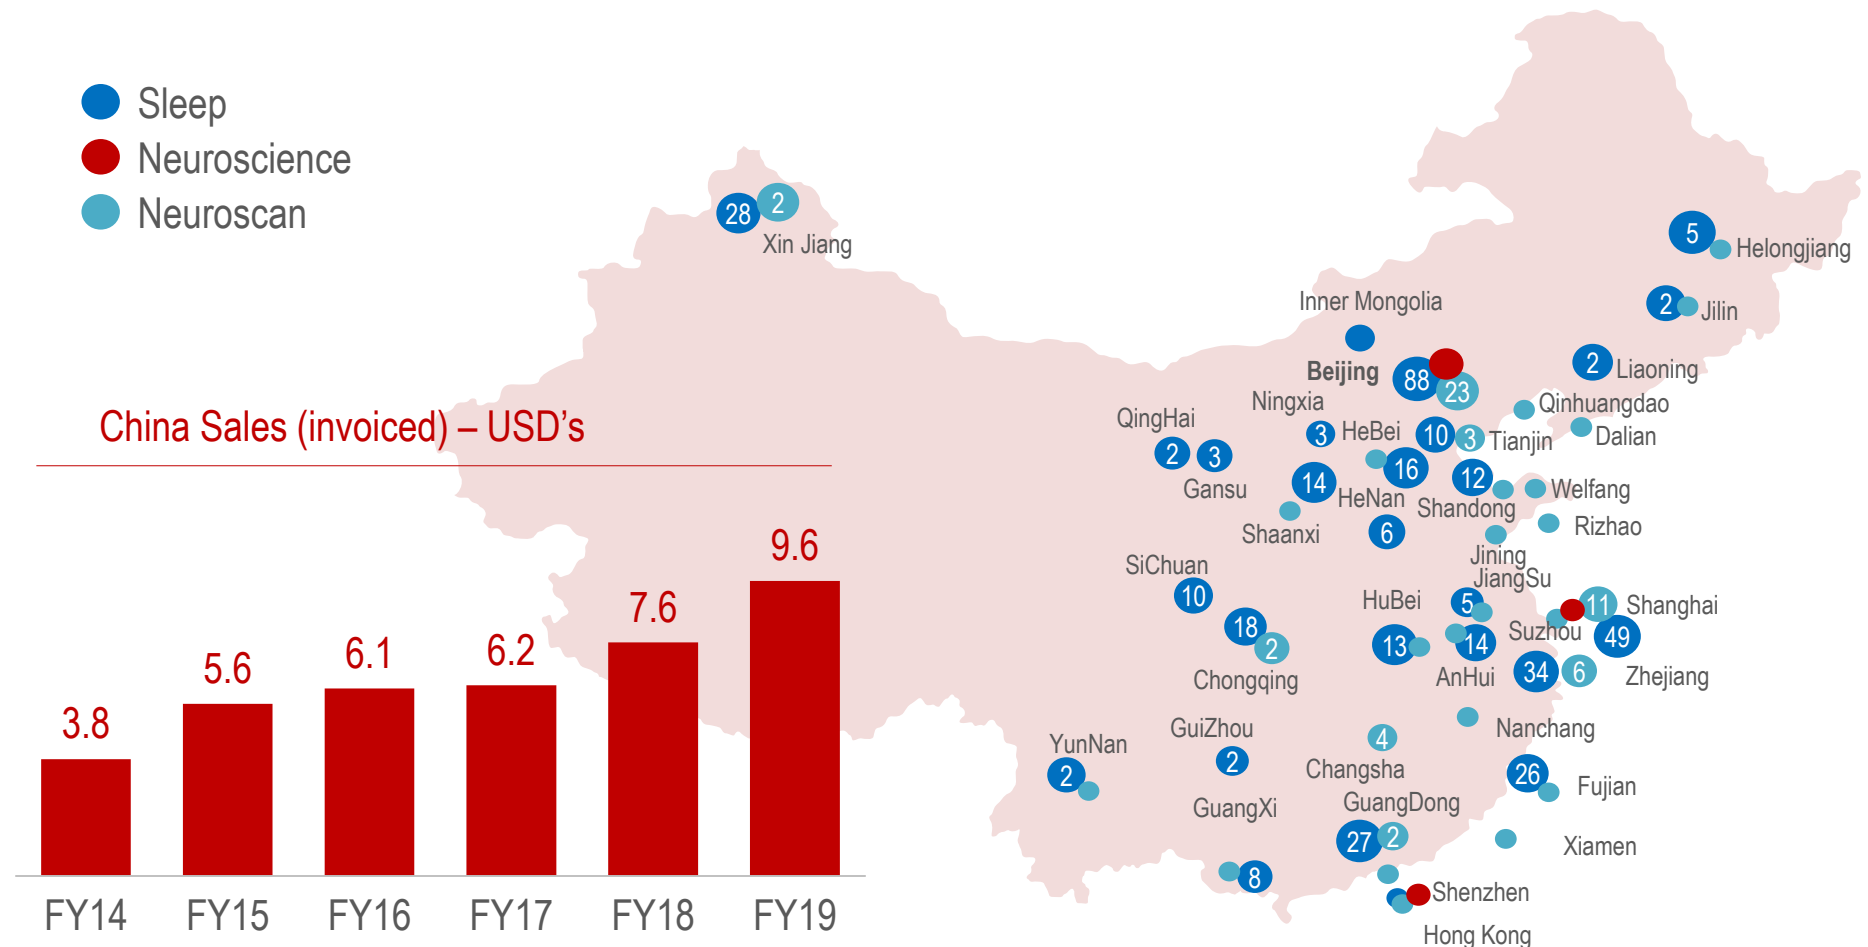 Sleep
Neuroscience
Neuroscan
China Sales (invoiced) – USD's
3.8
5.6
6.1
6.2
7.6
9.6
FY14
FY15
FY16
FY17
FY18
FY19
28
2
Xin Jiang
5
Helongjiang
2
Jilin
Inner Mongolia
Beijing
88
23
2
Liaoning
Ningxia
3
HeBei
10
3
Tianjin
Qinhuangdao
Dalian
QingHai
2
3
Gansu
14
16
12
HeNan
Shandong
Welfang
Shaanxi
6
Rizhao
Jining
SiChuan
10
JiangSu
HuBei
5
11
Shanghai
18
2
Chongqing
13
14
AnHui
Suzhou
49
34
6
Zhejiang
Nanchang
YunNan
2
GuiZhou
2
4
Changsha
26
Fujian
GuangXi
GuangDong
27
2
Xiamen
8
Shenzhen
Hong Kong